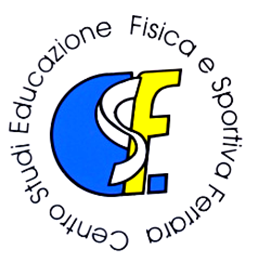 Centro Studi Educazione Fisica e Sportiva Ferrara
CSF.